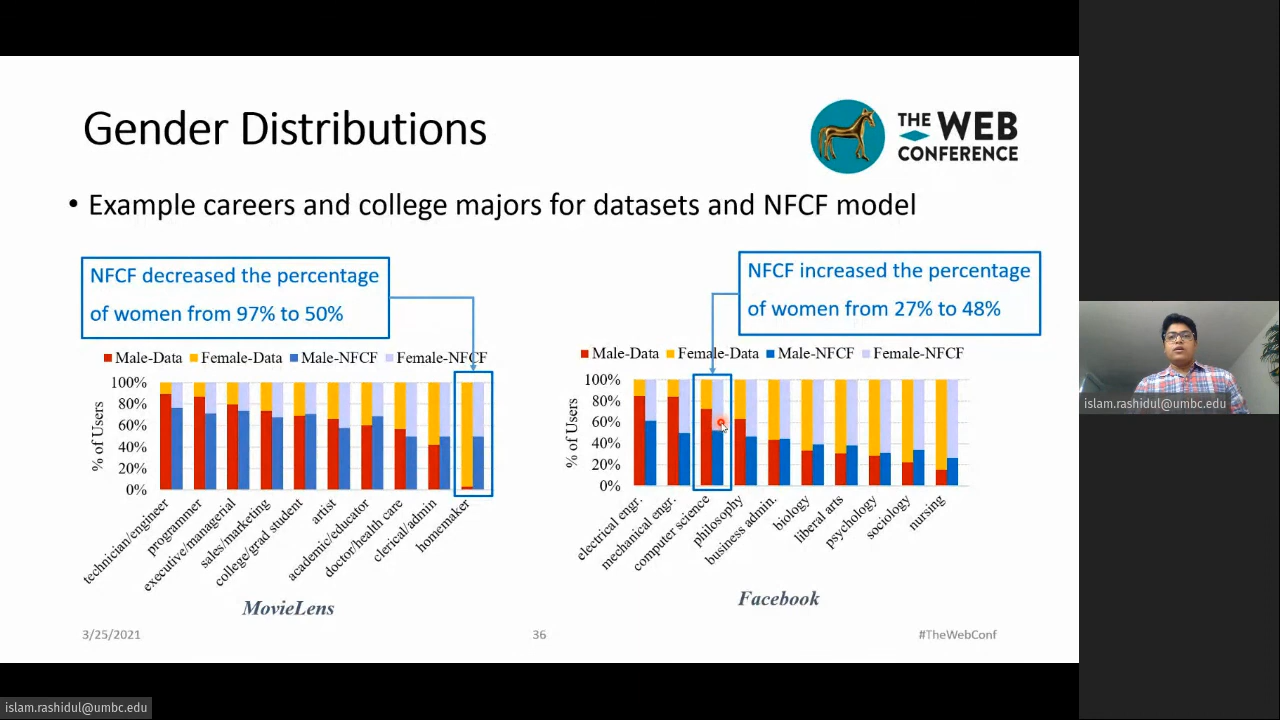 Gender Distributions
THE WEB
CONFERENCE
• Example careers and college majors for datasets and NFCF model
NFCF decreased the percentage
of women from 97% to 50%
NFCF increased the percentage
of women from 27% to 48%
Male-Data Female-Data Male-NFCF Female-NFCF
% of Users
100%
80%
60%
40%
20%
0%
technician/engineer
programmer
executive/managerial
sales/marketing
college/grad student
artist
academic/educator
doctor/health care
clerical/admin
homemaker
MovieLens
Male-Data Female-Data Male-NFCF Female-NFCF
% of Users
100%
80%
60%
40%
20%
0%
electrical engr.
mechanical engr.
computer science
philosophy
business admin.
biology
liberal arts
psychology
sociology
nursing
Facebook
3/25/2021
36
#TheWebConf
islam.rashidul@umbc.edu
islam.rashidul@umbc.edu